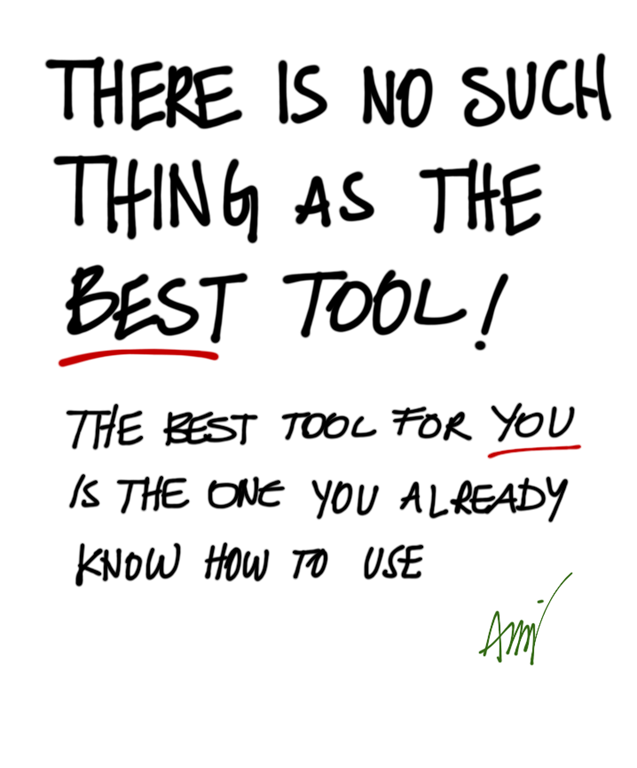 THERE IS NO SUCH
THING AS THE
BEST TOOL!
THE BEST TOOL FOR YOU
IS THE ONE YOU ALREADY
KNOW HOW TO USE